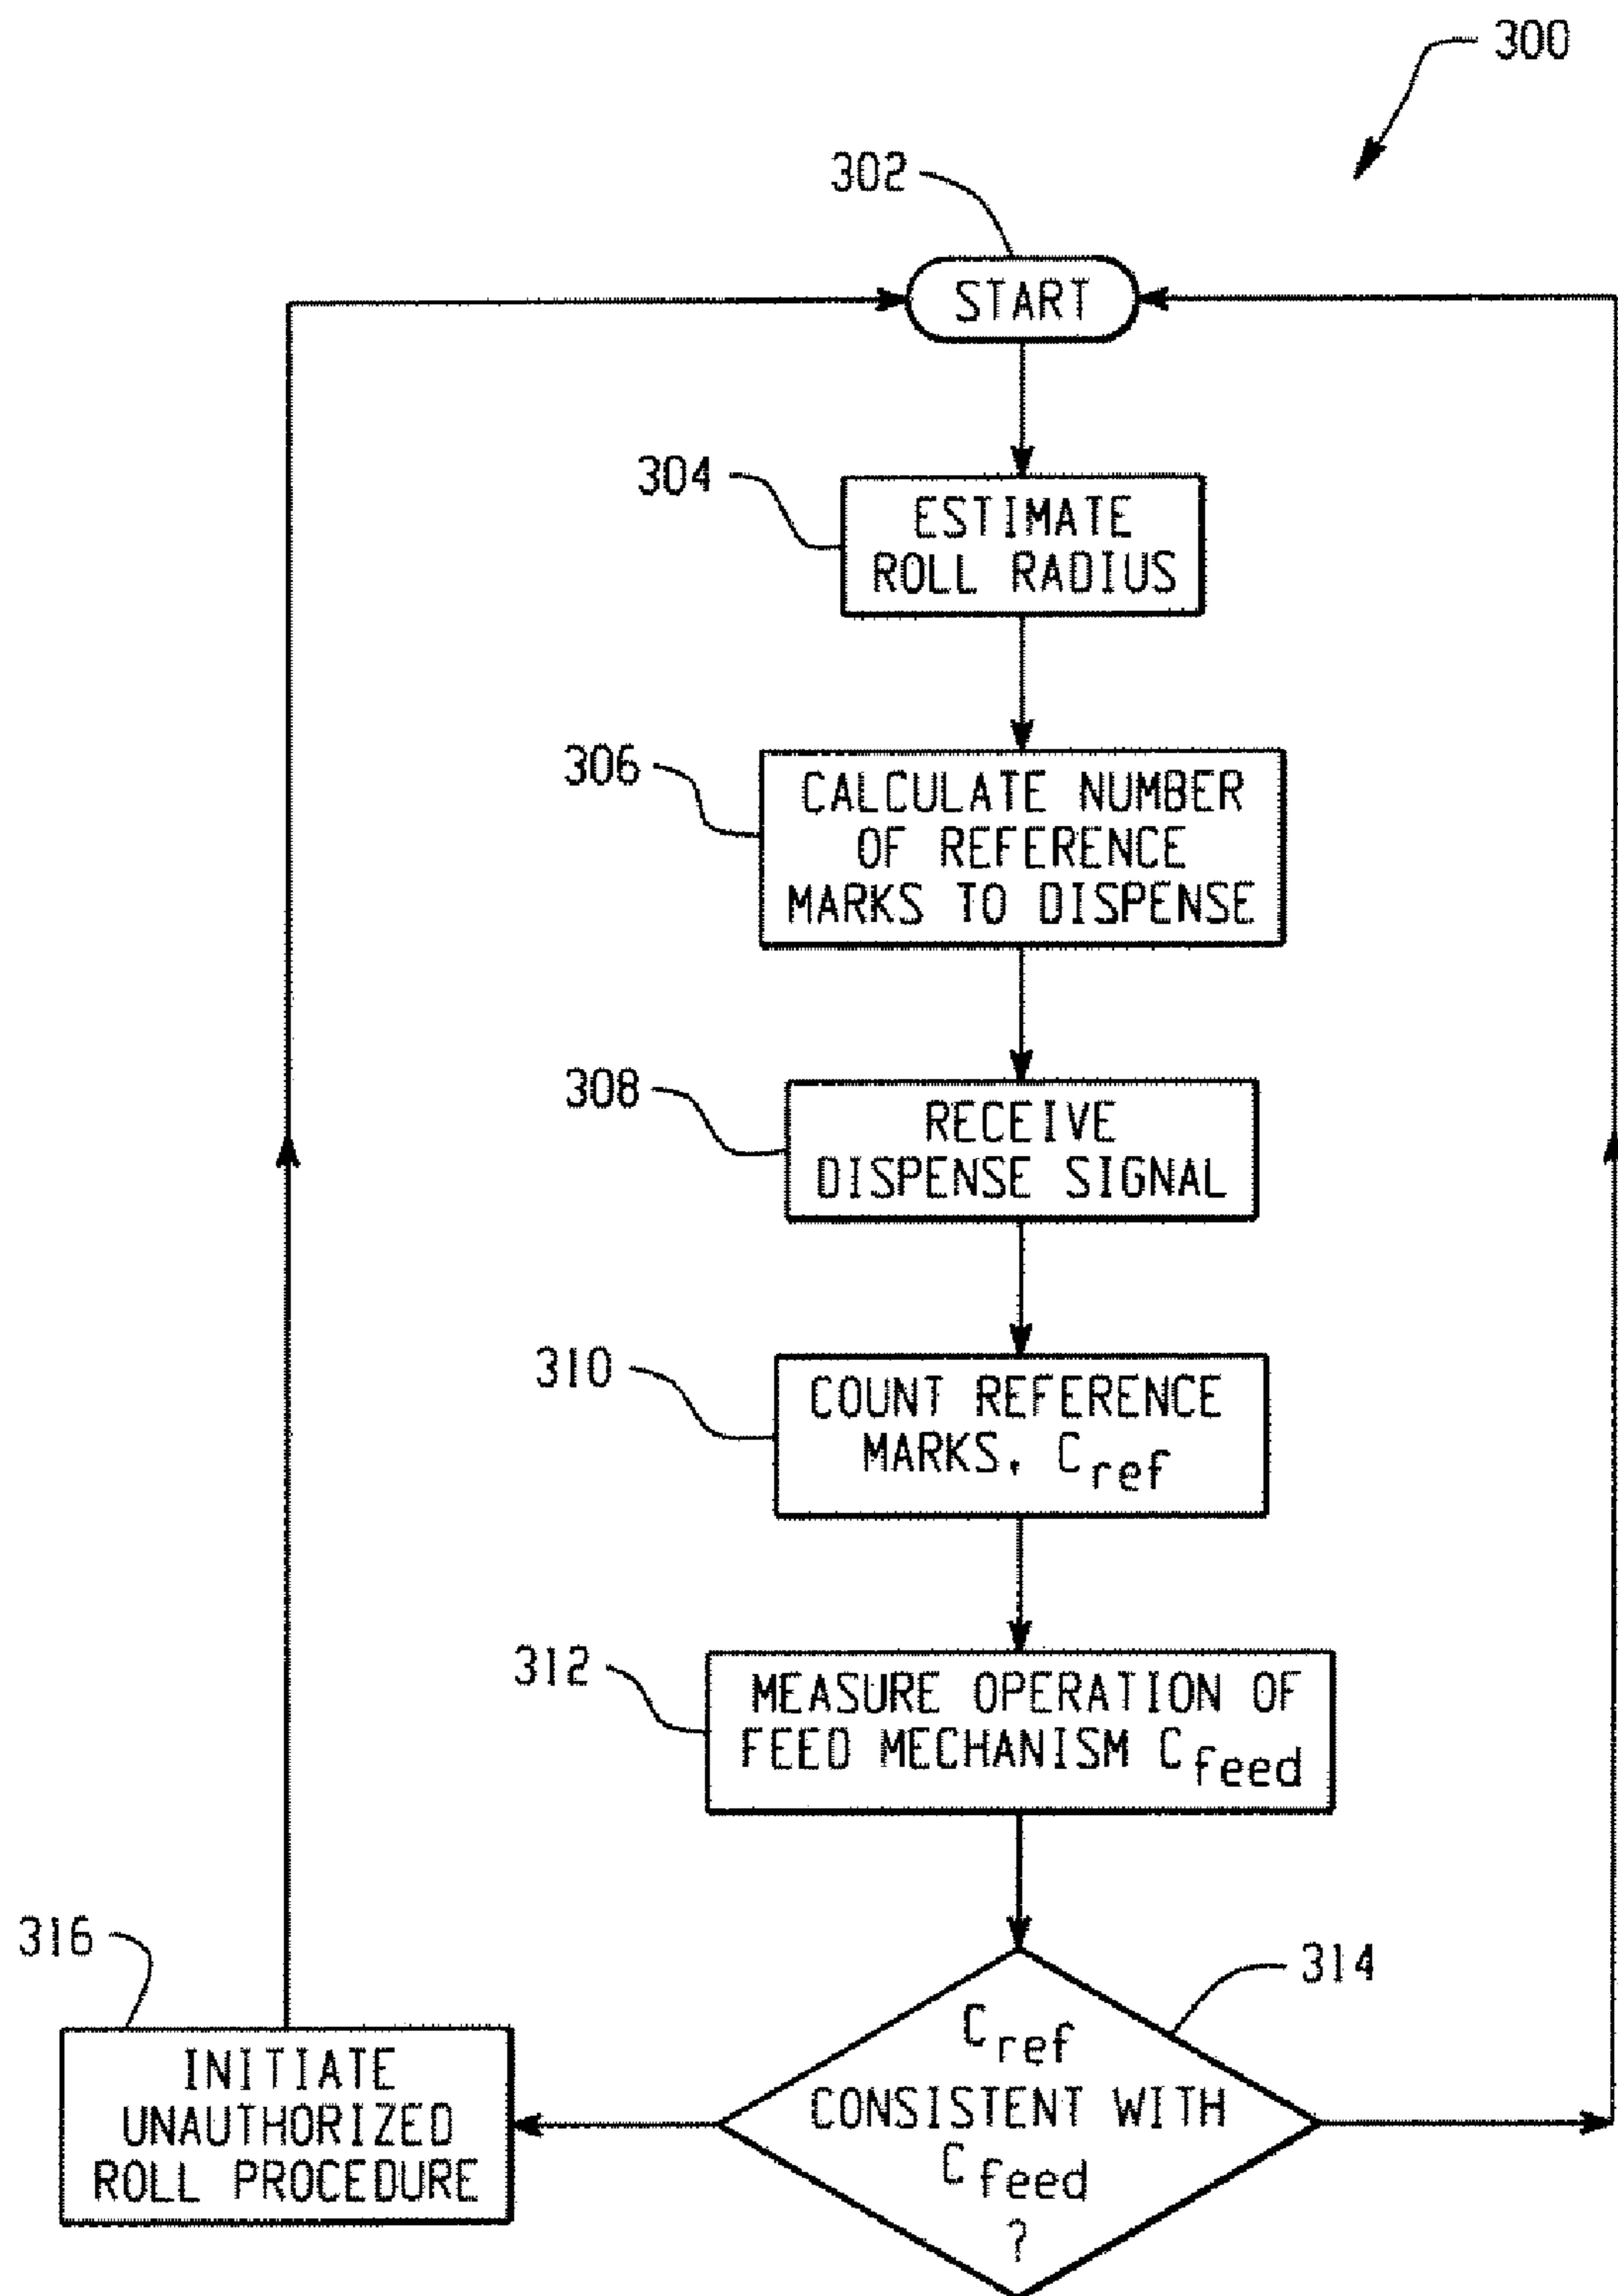 300
302
START
304
ESTIMATE
ROLL RADIUS
306
CALCULATE NUMBER
OF REFERENCE
MARKS TO DISPENSE
308
RECEIVE
DISPENSE SIGNAL
310
COUNT REFERENCE
MARKS, Cref
312
MEASURE OPERATION OF
FEED MECHANISM Cfeed
314
Cref
CONSISTENT WITH
Cfeed
?
316
INITIATE
UNAUTHORIZED
ROLL PROCEDURE